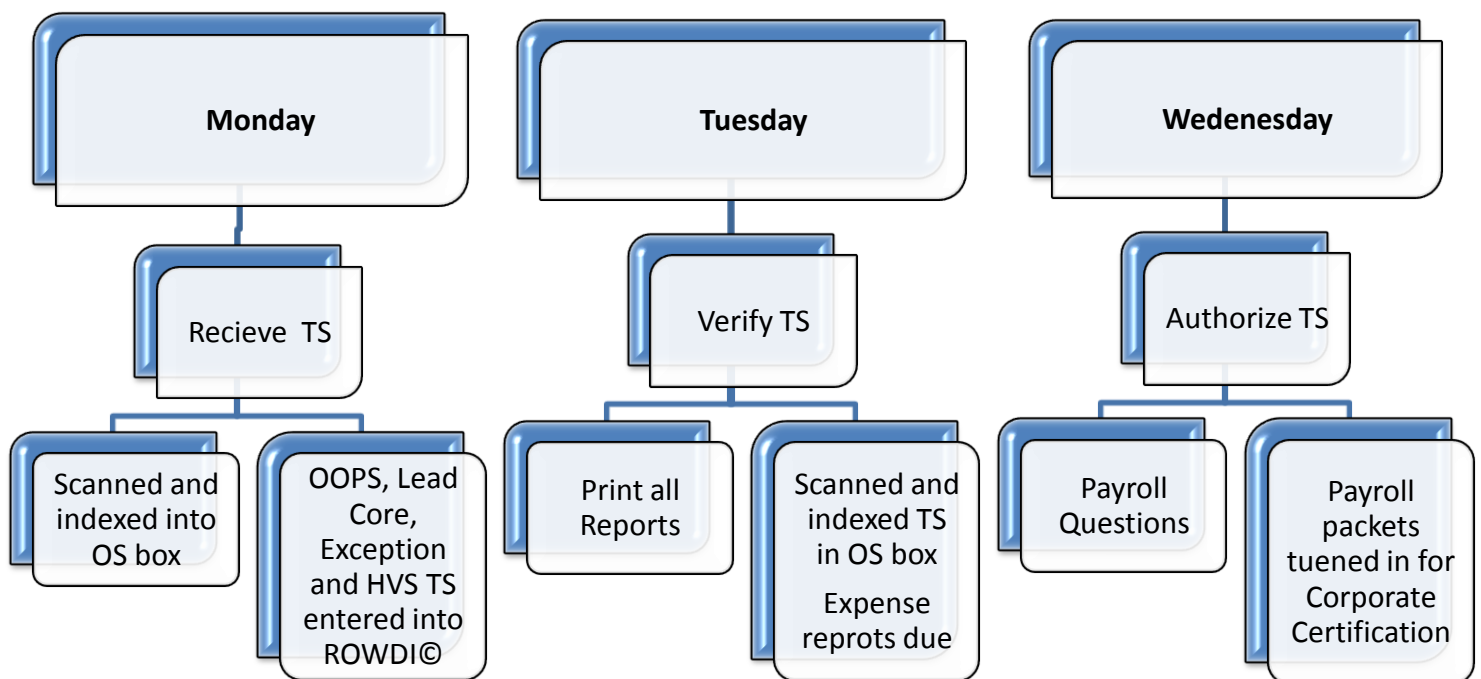 Monday
Recieve  TS
Scanned and
indexed into
OS box
OOPS, Lead
Core,
Exception
and HVS TS
entered into
ROWDI©
Tuesday
Verify TS
Print all
Reports
Scanned and
indexed TS
in OS box
Expense
reprots due
Wedenesday
Authorize TS
Payroll
Questions
Payroll
packets
tuened in for
Corporate
Certification